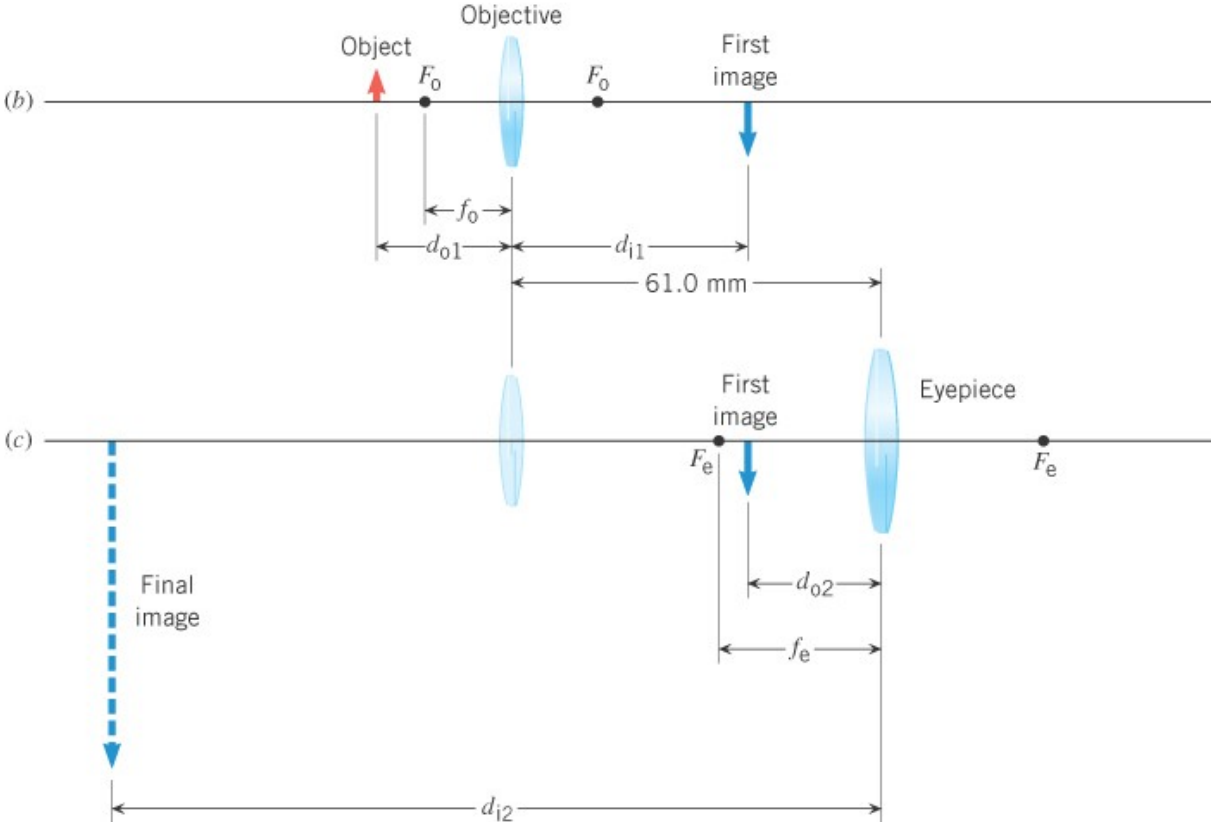 Objective
Object
First
image
F₀
F₀
(b)
f₀
dₒ₁
dᵢ₁
61.0 mm
First
image
Eyepiece
(c)
Fₑ
Fₑ
Final
image
dₒ₂
fₑ
dᵢ₂